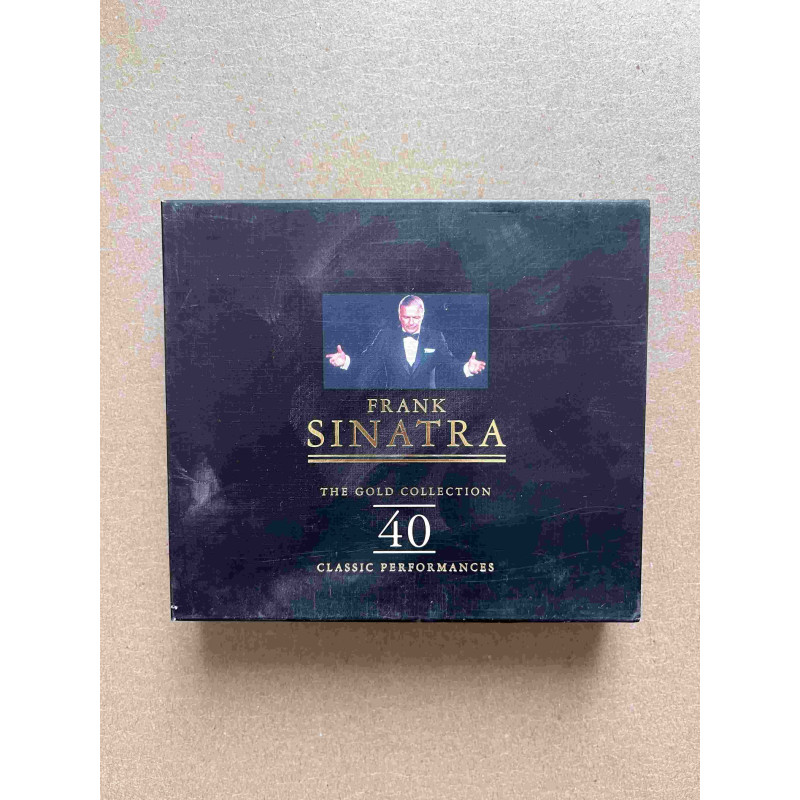 FRANK
SINATRA
THE GOLD COLLECTION
40
CLASSIC PERFORMANCES